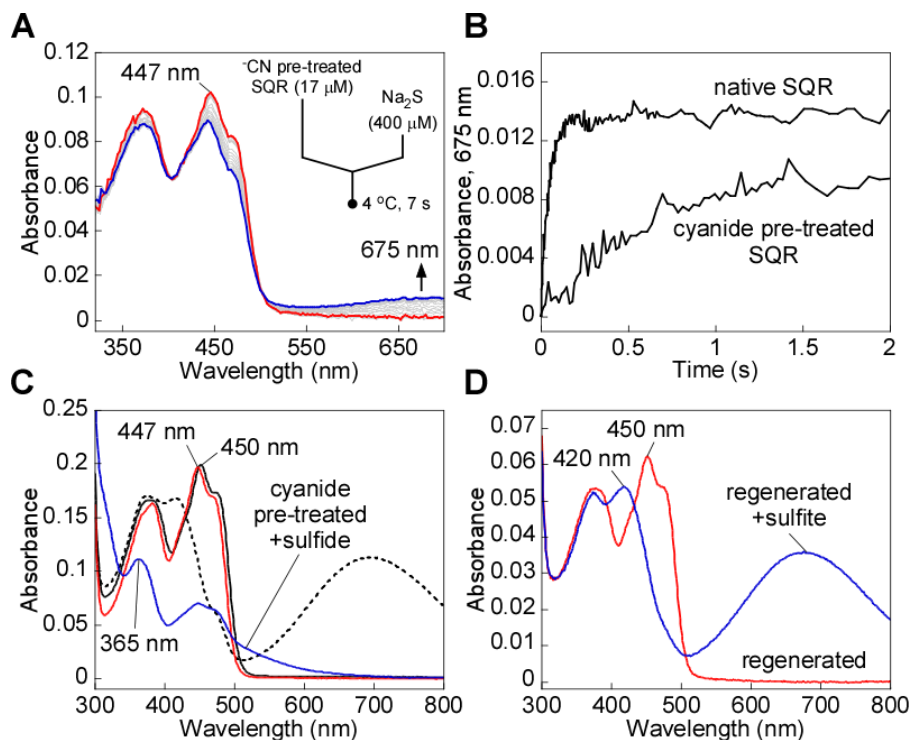 A
0.12
0.1
0.08
0.06
0.04
0.02
0
Absorbance
447 nm
⁻CN pre-treated
SQR (17 μM)
Na₂S
(400 μM)
4 °C, 7 s
675 nm
350
450
550
650
Wavelength (nm)
B
0.016
0.012
0.008
0.004
0
Absorbance, 675 nm
native SQR
cyanide pre-treated
SQR
0
0.5
1
1.5
2
Time (s)
C
0.25
0.2
0.15
0.1
0.05
0
Absorbance
447 nm
450 nm
cyanide
pre-treated
+sulfide
365 nm
300
400
500
600
700
800
Wavelength (nm)
D
0.07
0.06
0.05
0.04
0.03
0.02
0.01
0
Absorbance
450 nm
420 nm
regenerated
+sulfite
regenerated
300
400
500
600
700
800
Wavelength (nm)